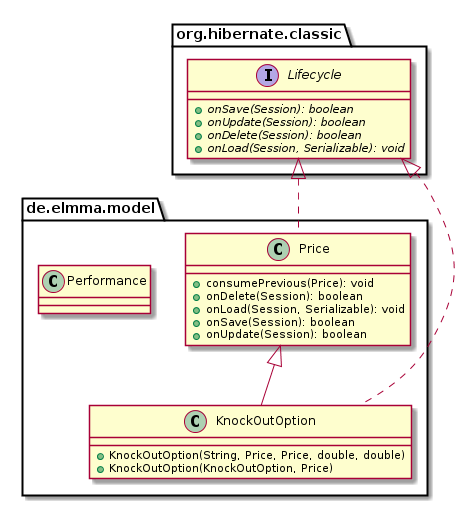 org.hibernate.classic
I Lifecycle
onSave(Session): boolean
onUpdate(Session): boolean
onDelete(Session): boolean
onLoad(Session, Serializable): void
de.elmma.model
C Price
consumePrevious(Price): void
onDelete(Session): boolean
onLoad(Session, Serializable): void
onSave(Session): boolean
onUpdate(Session): boolean
C Performance
C KnockOutOption
KnockOutOption(String, Price, Price, double, double)
KnockOutOption(KnockOutOption, Price)